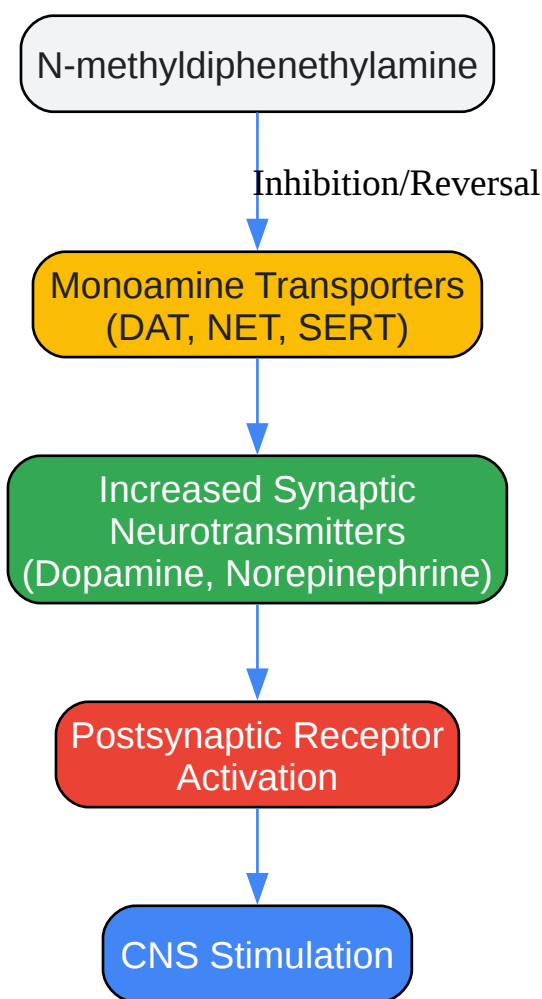 N-methyldiphenethylamine
Inhibition/Reversal
Monoamine Transporters
(DAT, NET, SERT)
Increased Synaptic
Neurotransmitters
(Dopamine, Norepinephrine)
Postsynaptic Receptor
Activation
CNS Stimulation